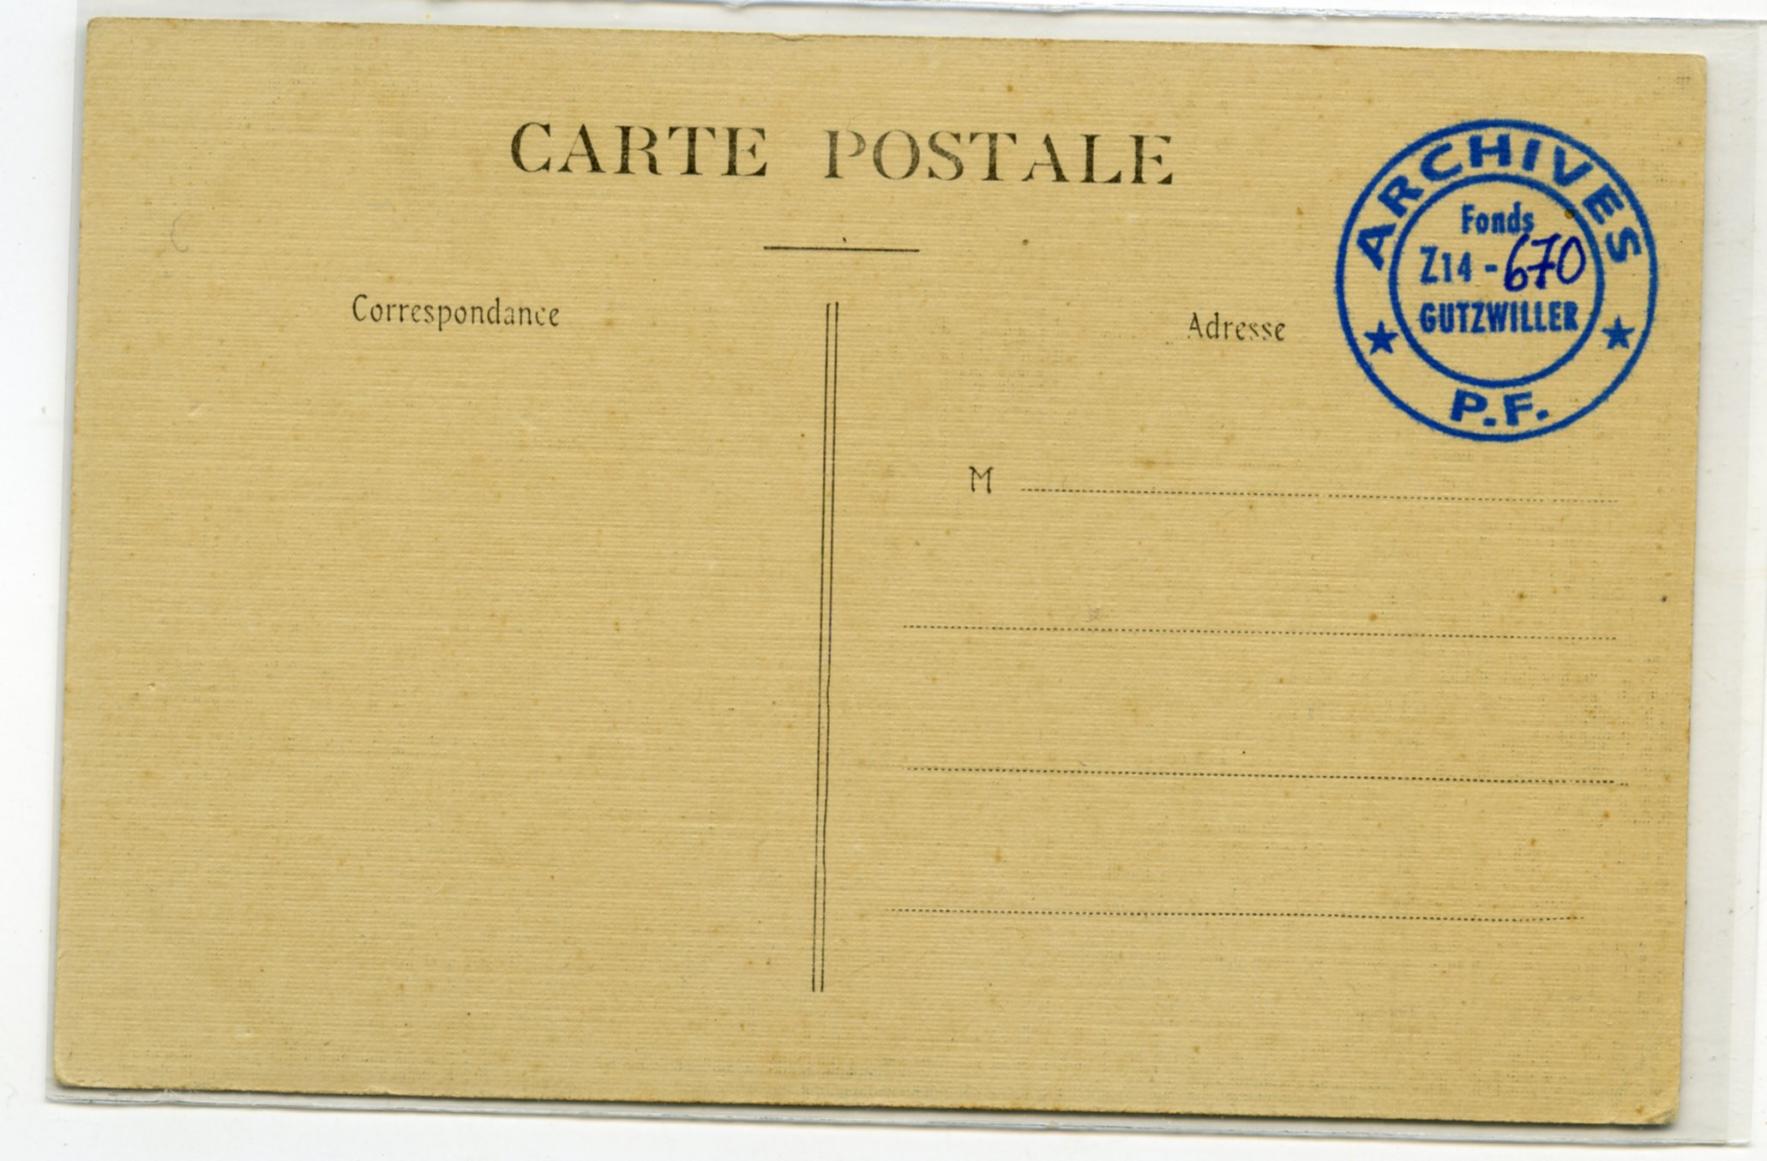 CARTE POSTALE
Correspondance
Adresse
ARCHIVES
Fonds
Z14 - 670
GUTZWILLER
★ ★
P.F.
M